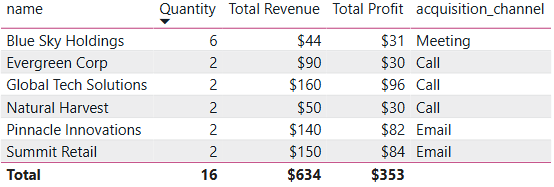 name Quantity Total Revenue Total Profit acquisition_channel
Blue Sky Holdings 6 $44 $31 Meeting
Evergreen Corp 2 $90 $30 Call
Global Tech Solutions 2 $160 $96 Call
Natural Harvest 2 $50 $30 Call
Pinnacle Innovations 2 $140 $82 Email
Summit Retail 2 $150 $84 Email
Total 16 $634 $353